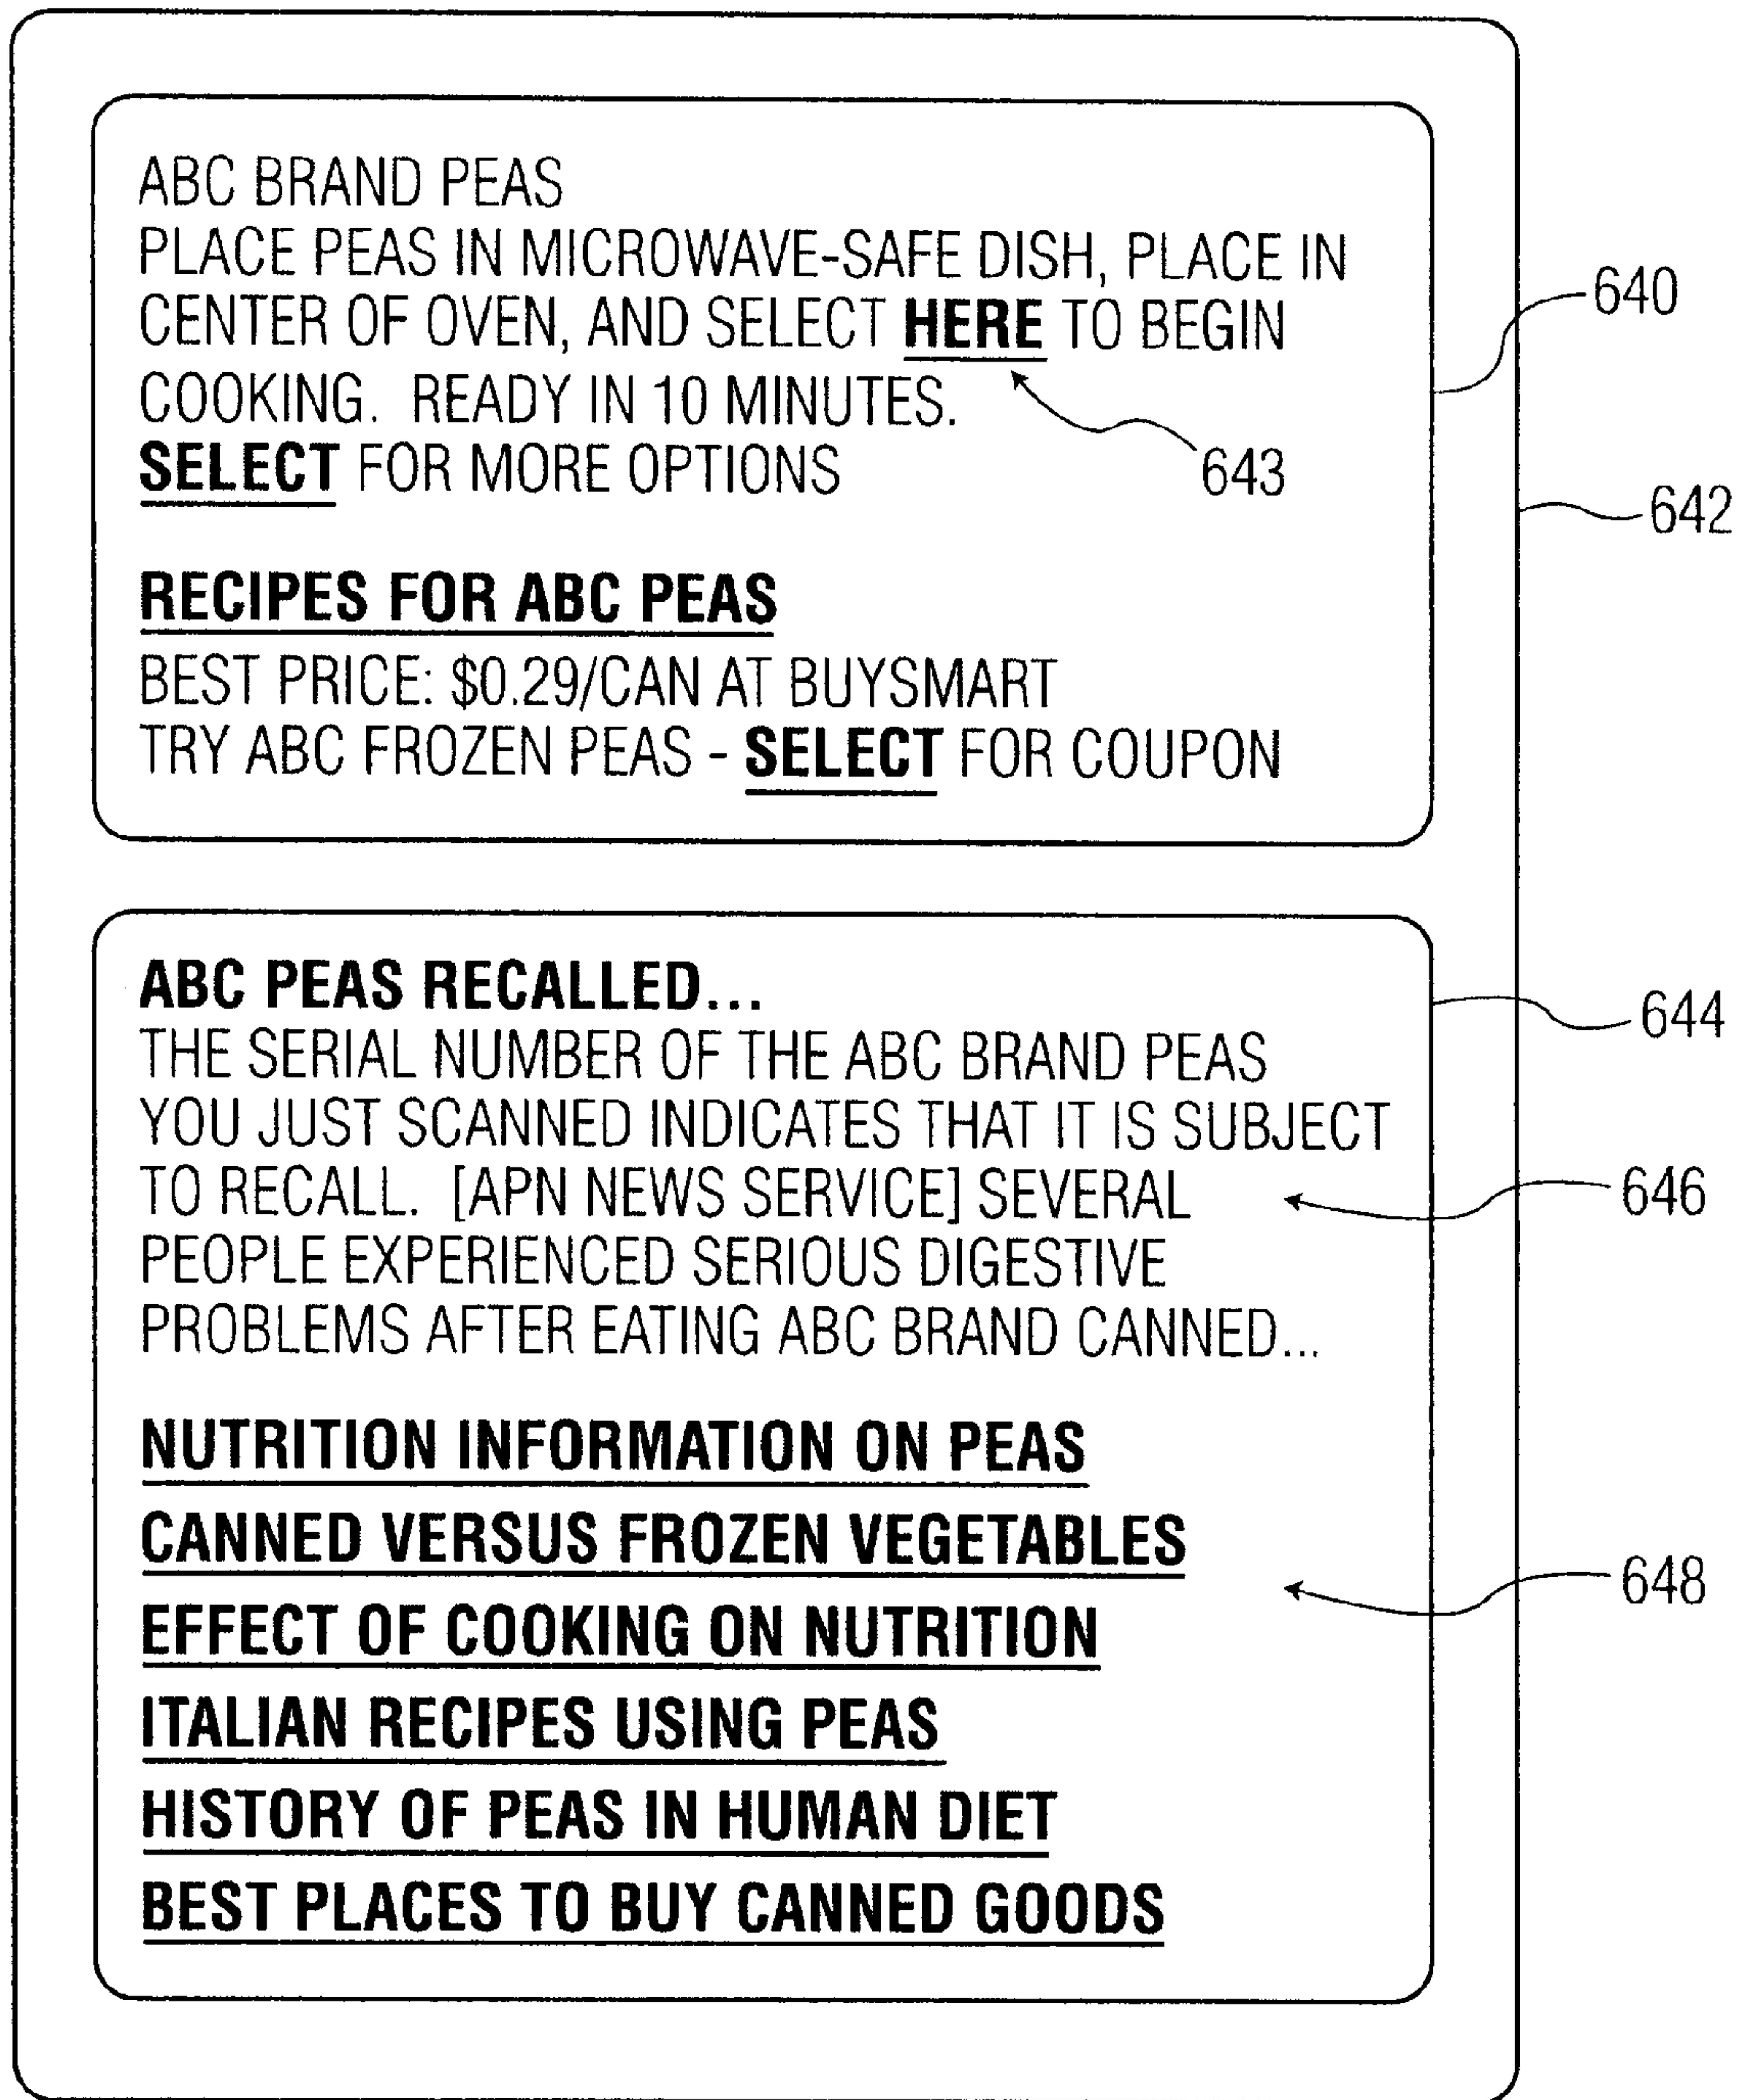 ABC BRAND PEAS
PLACE PEAS IN MICROWAVE-SAFE DISH, PLACE IN
CENTER OF OVEN, AND SELECT HERE TO BEGIN
COOKING. READY IN 10 MINUTES.
SELECT FOR MORE OPTIONS
RECIPES FOR ABC PEAS
BEST PRICE: $0.29/CAN AT BUYSMART
TRY ABC FROZEN PEAS - SELECT FOR COUPON
640
643
642
ABC PEAS RECALLED...
THE SERIAL NUMBER OF THE ABC BRAND PEAS
YOU JUST SCANNED INDICATES THAT IT IS SUBJECT
TO RECALL. [APN NEWS SERVICE] SEVERAL
PEOPLE EXPERIENCED SERIOUS DIGESTIVE
PROBLEMS AFTER EATING ABC BRAND CANNED...
644
646
NUTRITION INFORMATION ON PEAS
CANNED VERSUS FROZEN VEGETABLES
EFFECT OF COOKING ON NUTRITION
ITALIAN RECIPES USING PEAS
HISTORY OF PEAS IN HUMAN DIET
BEST PLACES TO BUY CANNED GOODS
648